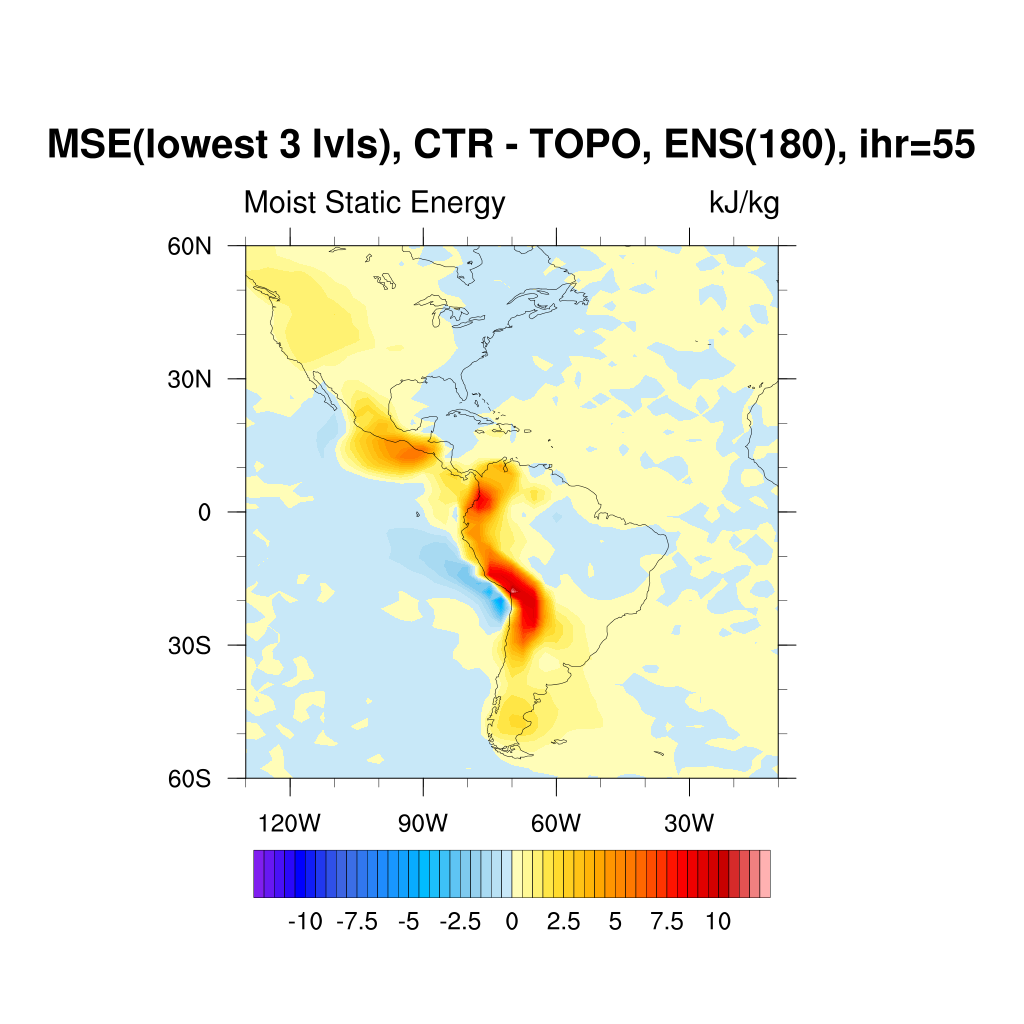 MSE(lowest 3 lvls), CTR - TOPO, ENS(180), ihr=55
Moist Static Energy kJ/kg
60N
30N
0
30S
60S
120W 90W 60W 30W
-10 -7.5 -5 -2.5 0 2.5 5 7.5 10